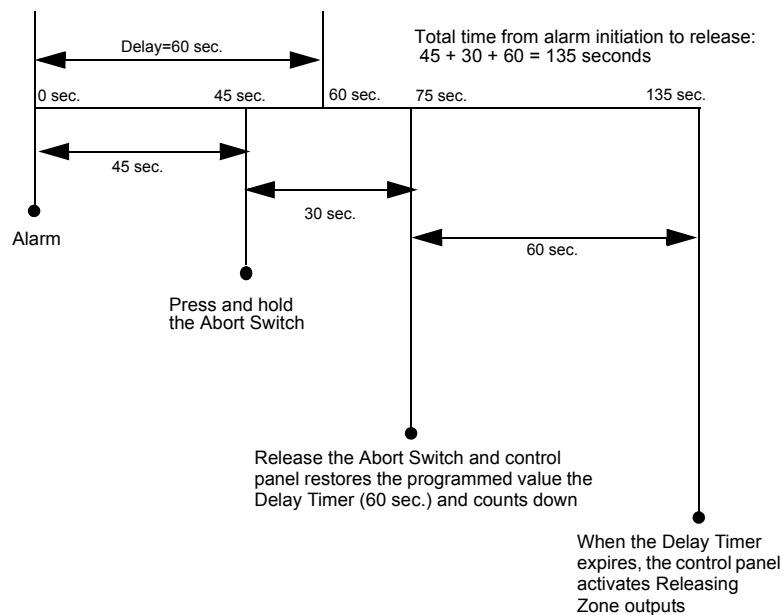 Delay=60 sec.
Total time from alarm initiation to release:
45 + 30 + 60 = 135 seconds
0 sec.
45 sec.
60 sec.
75 sec.
135 sec.
45 sec.
30 sec.
60 sec.
Alarm
Press and hold
the Abort Switch
Release the Abort Switch and control
panel restores the programmed value the
Delay Timer (60 sec.) and counts down
When the Delay Timer
expires, the control panel
activates Releasing
Zone outputs